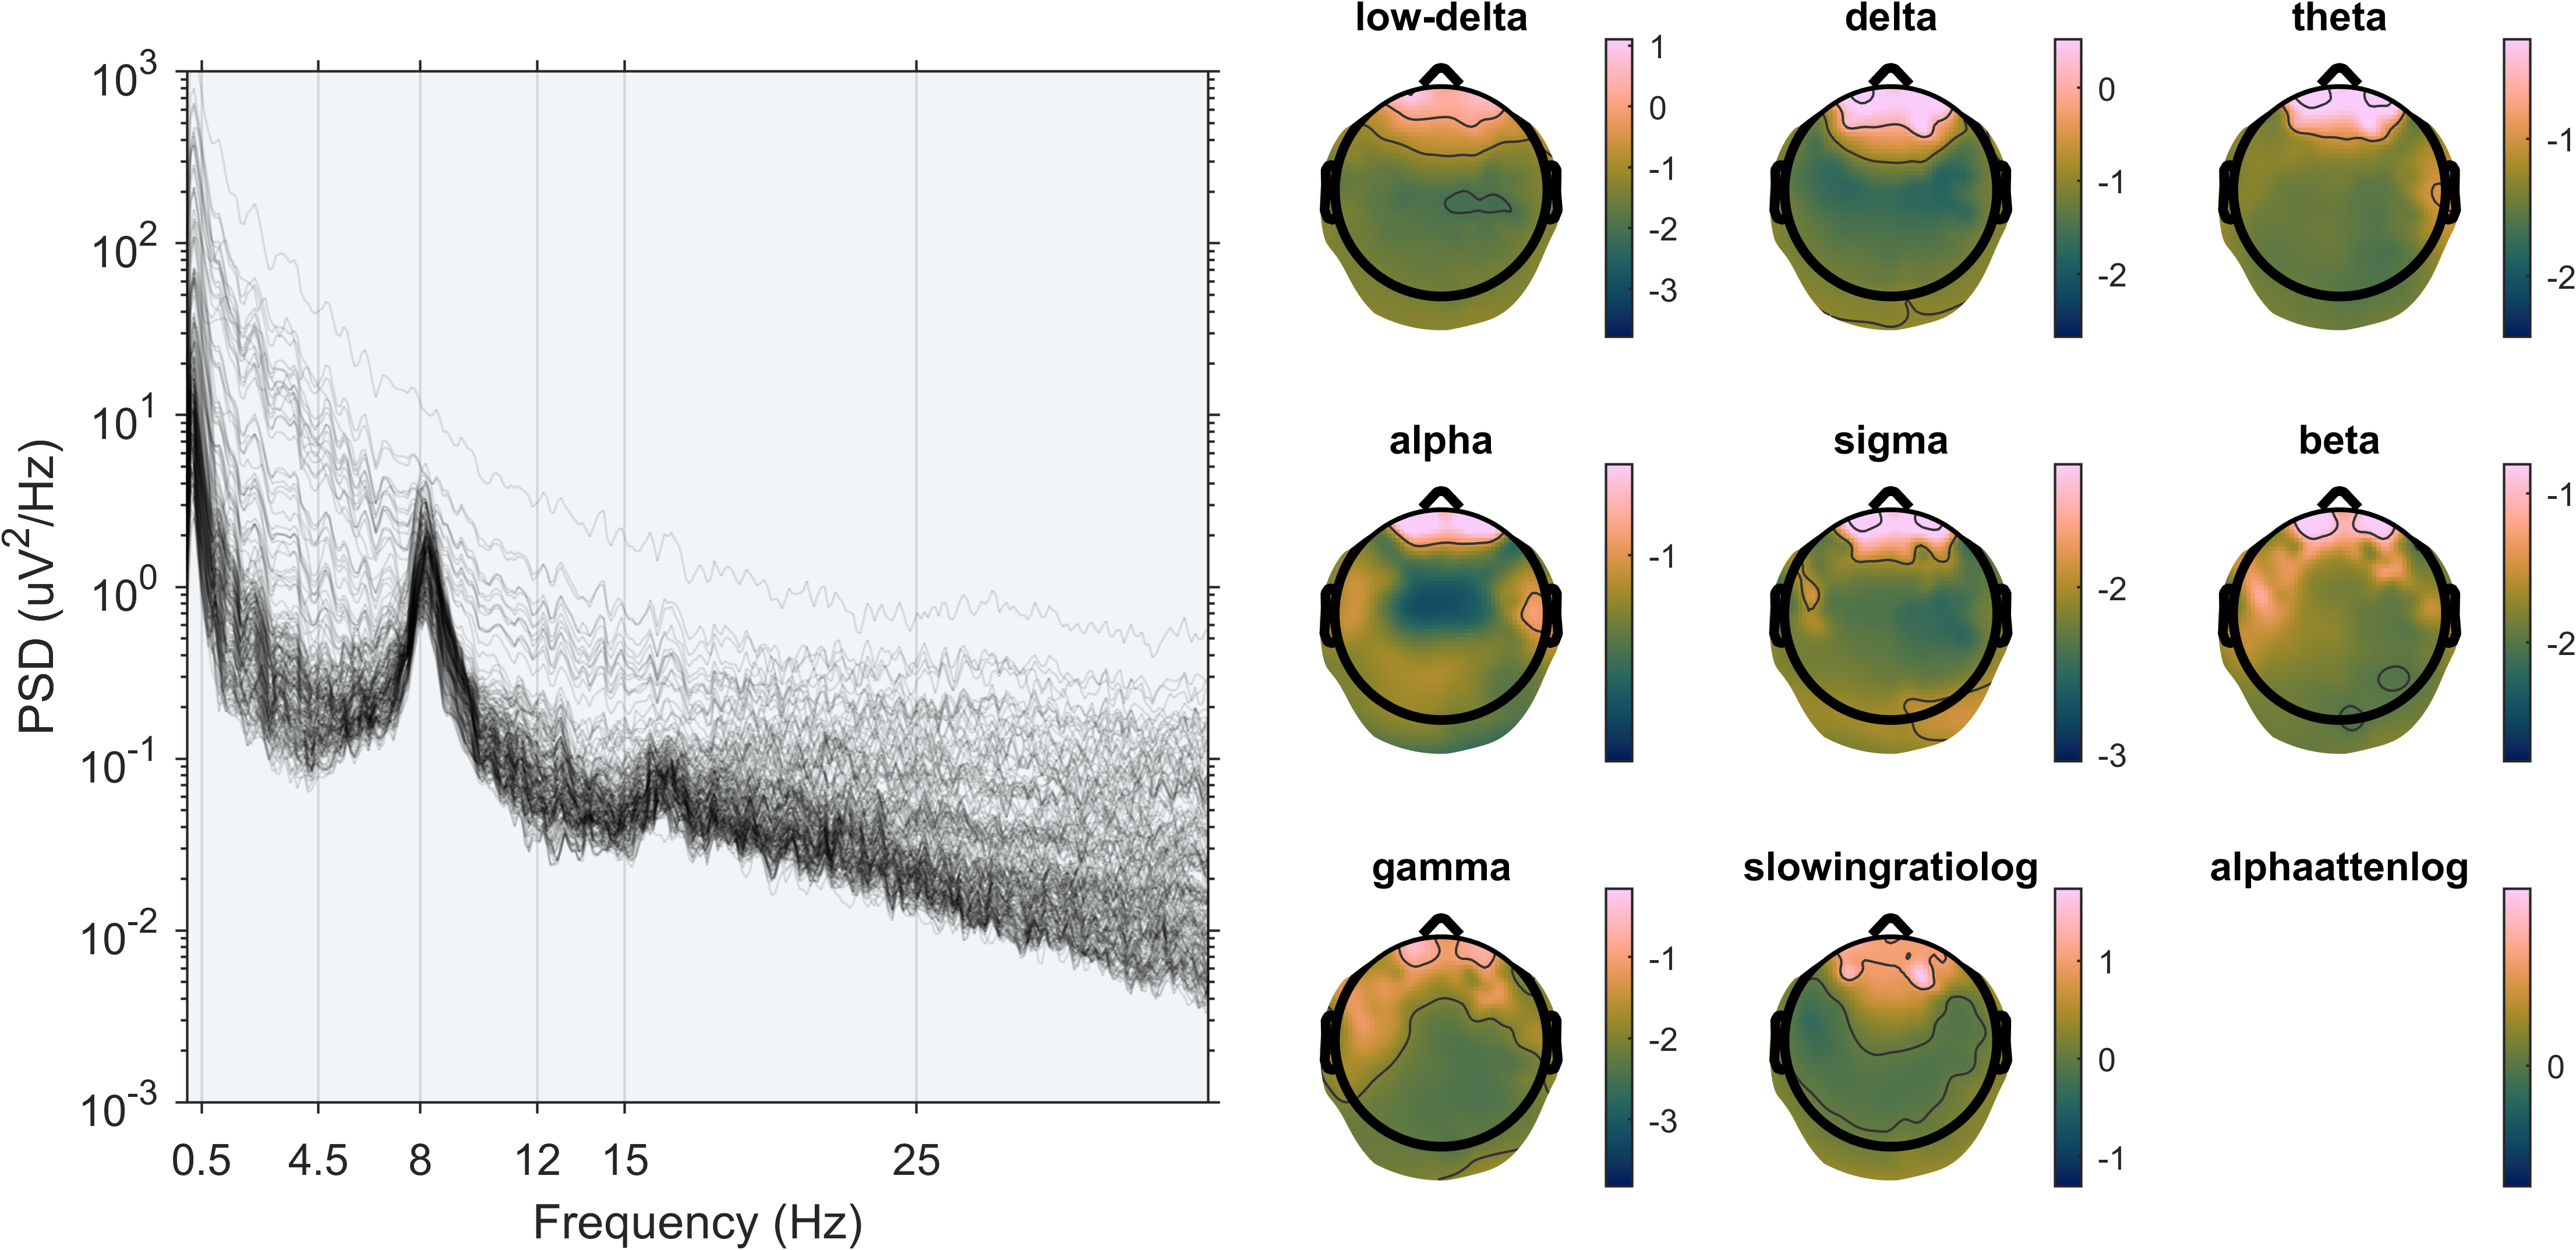 PSD (uV2/Hz)
10^3
10^2
10^1
10^0
10^-1
10^-2
10^-3
0.5 4.5 8 12 15 25
Frequency (Hz)
low-delta
1
0
-1
-2
-3
delta
0
-1
-2
theta
-1
-2
alpha
-1
sigma
-2
-3
beta
-1
-2
gamma
-1
-2
-3
slowingratiolog
1
0
-1
alphaattenlog
0